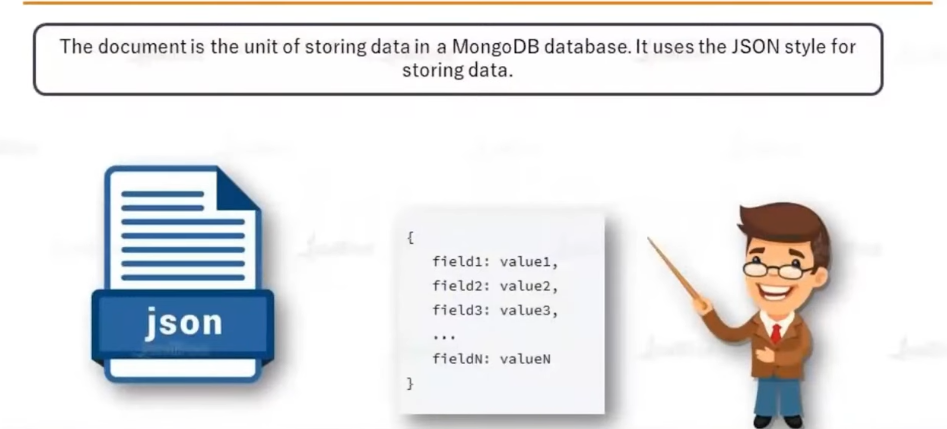 The document is the unit of storing data in a MongoDB database. It uses the JSON style for
storing data.
json
{
field1: value1,
field2: value2,
field3: value3,
...
fieldN: valueN
}